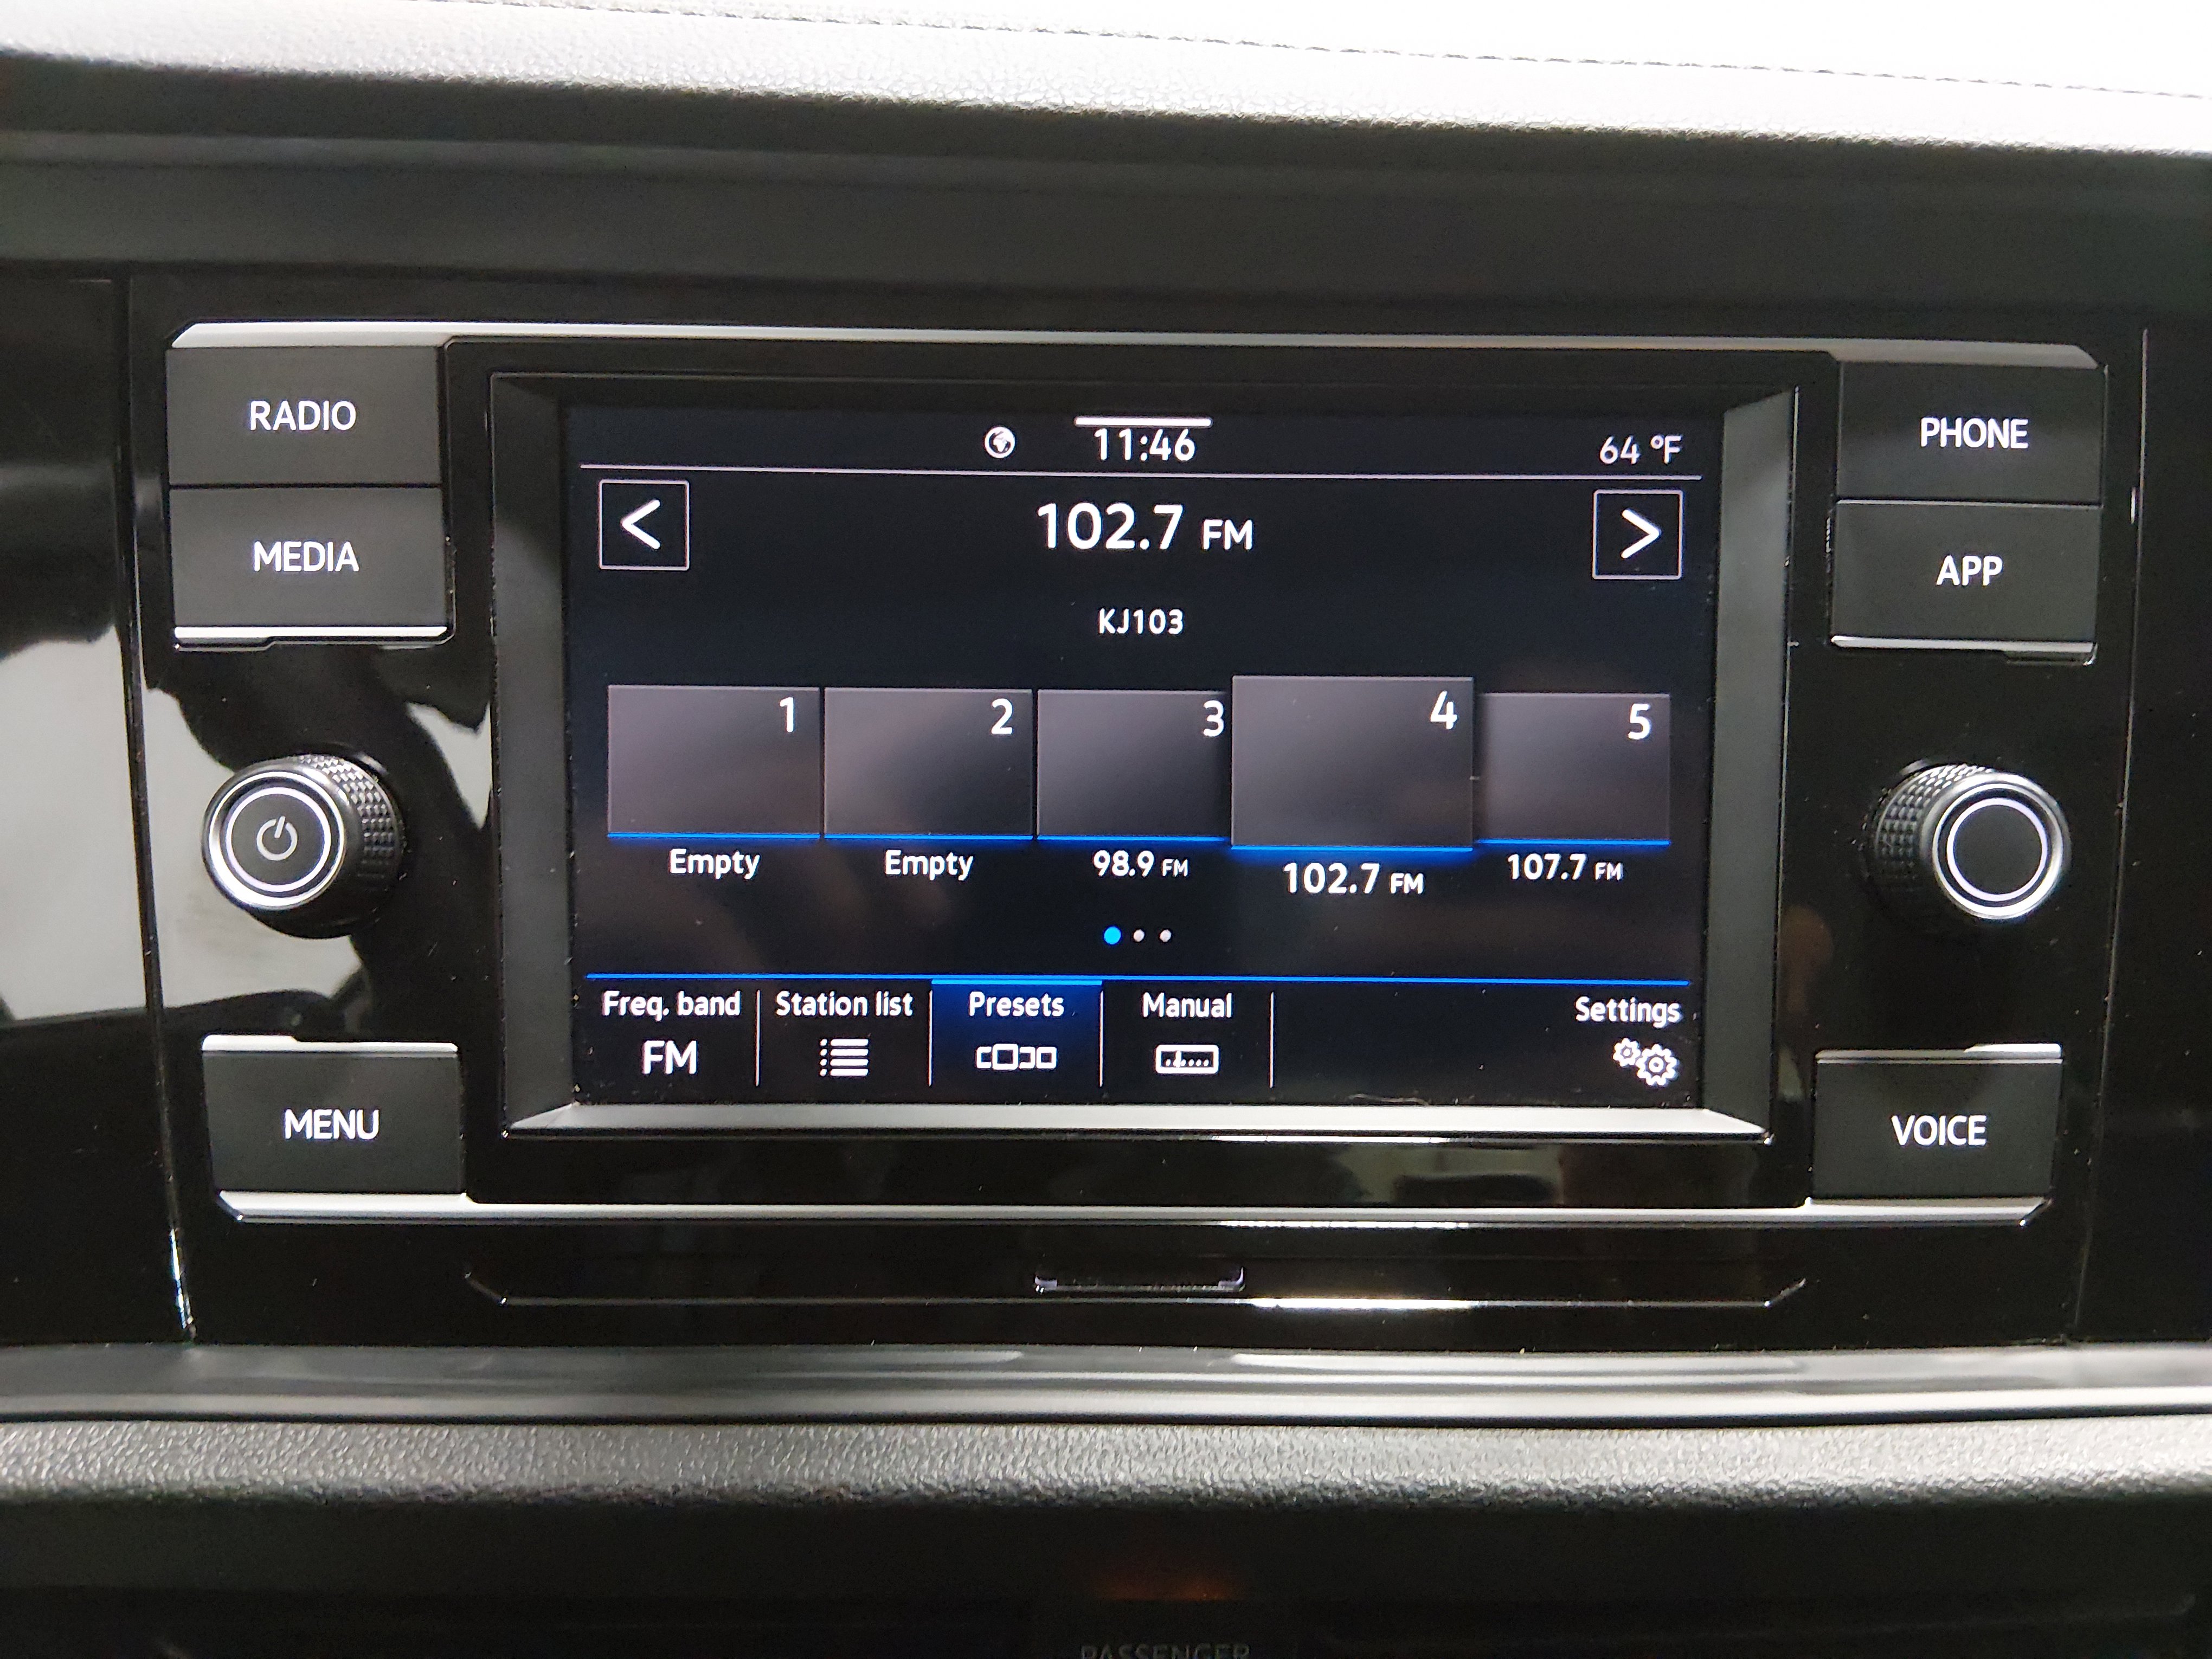 RADIO
MEDIA
MENU
11:46
64 °F
<
102.7 FM
>
KJ103
1
2
3
4
5
Empty
Empty
98.9 FM
102.7 FM
107.7 FM
Freq. band
Station list
Presets
Manual
Settings
FM
PHONE
APP
VOICE
PASSENGER